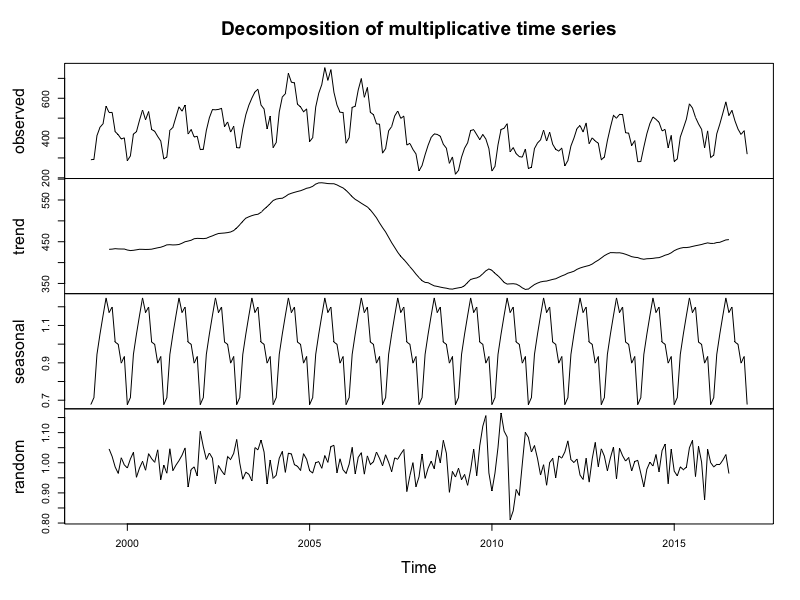 Decomposition of multiplicative time series
observed
200 400 600
trend
350 450 550
seasonal
0.7 0.9 1.1
random
0.80 0.90 1.00 1.10
2000 2005 2010 2015
Time